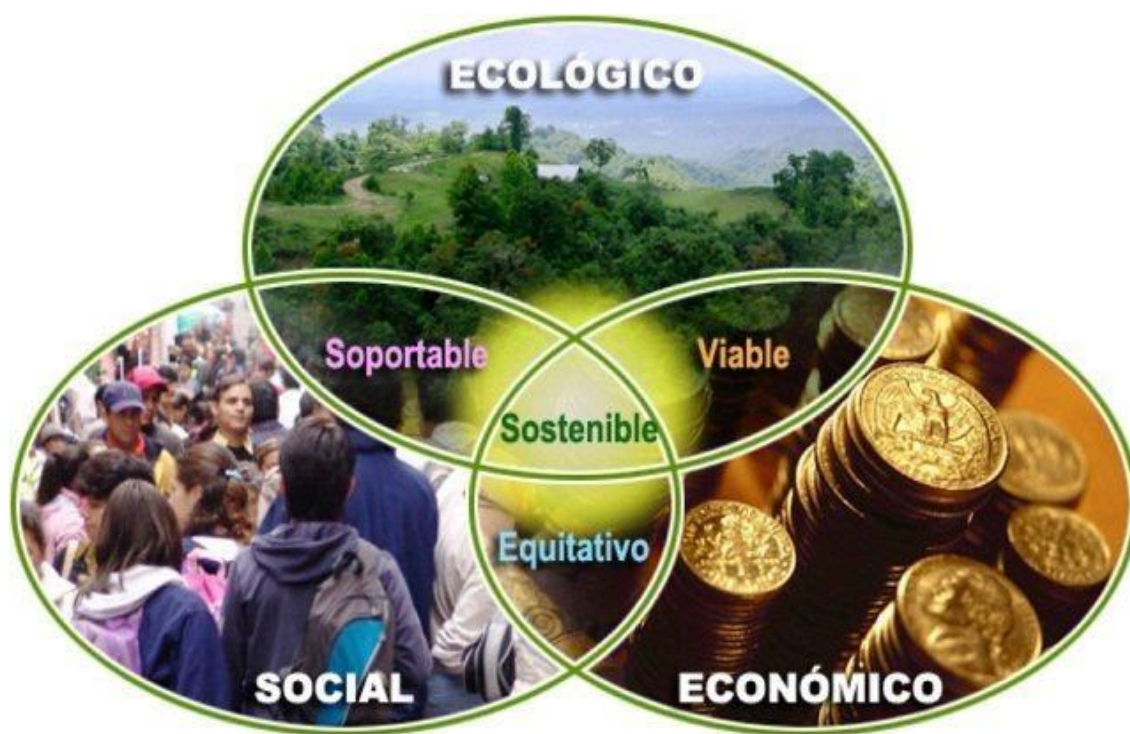 ECOLÓGICO
Soportable
Viable
Sostenible
Equitativo
SOCIAL
ECONÓMICO